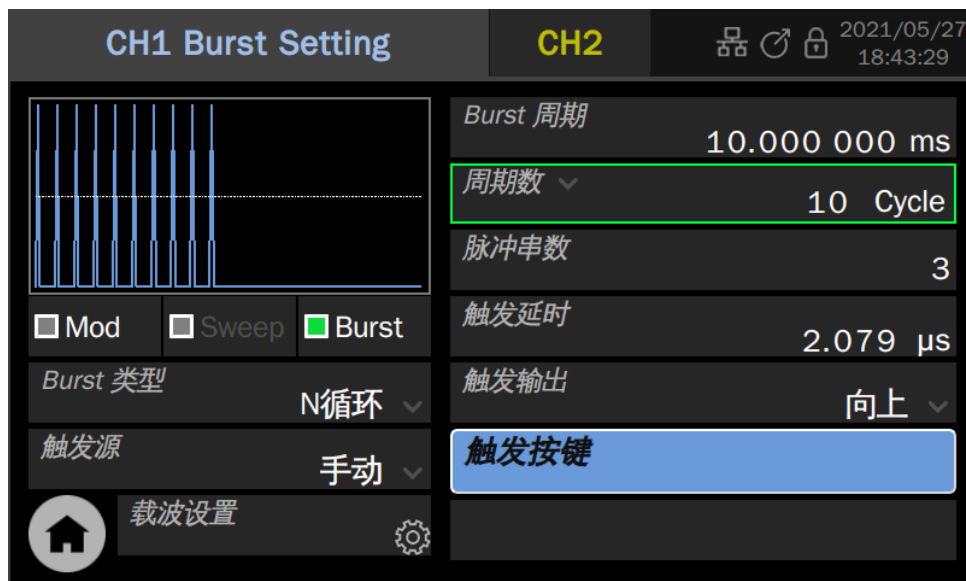 CH1 Burst Setting
CH2
2021/05/27
18:43:29
Mod
Sweep
Burst
Burst 类型
N循环
触发源
手动
载波设置
Burst 周期
10.000 000 ms
周期数
10 Cycle
脉冲串数
3
触发延时
2.079 μs
触发输出
向上
触发按键